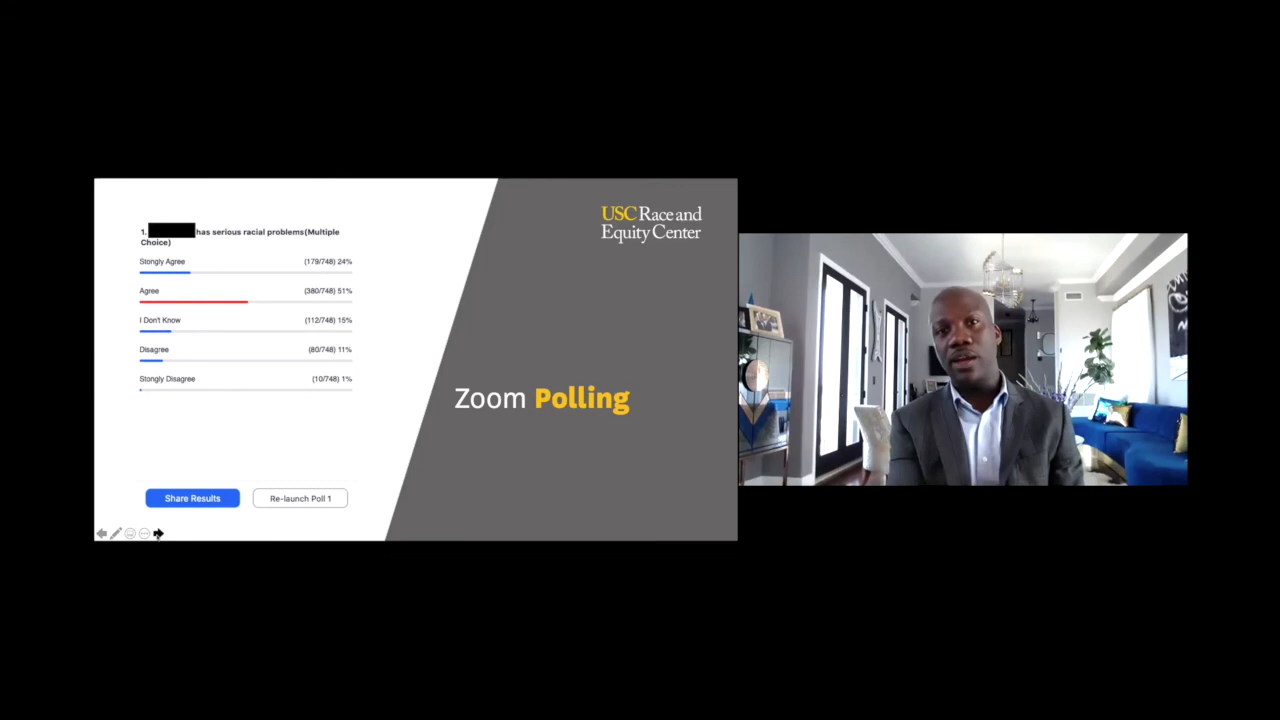 1. has serious racial problems(Multiple
Choice)
Stongly Agree (179/748) 24%
Agree (380/748) 51%
I Don't Know (112/748) 15%
Disagree (80/748) 11%
Stongly Disagree (10/748) 1%
Share Results Re-launch Poll 1
USC Race and
Equity Center
Zoom Polling